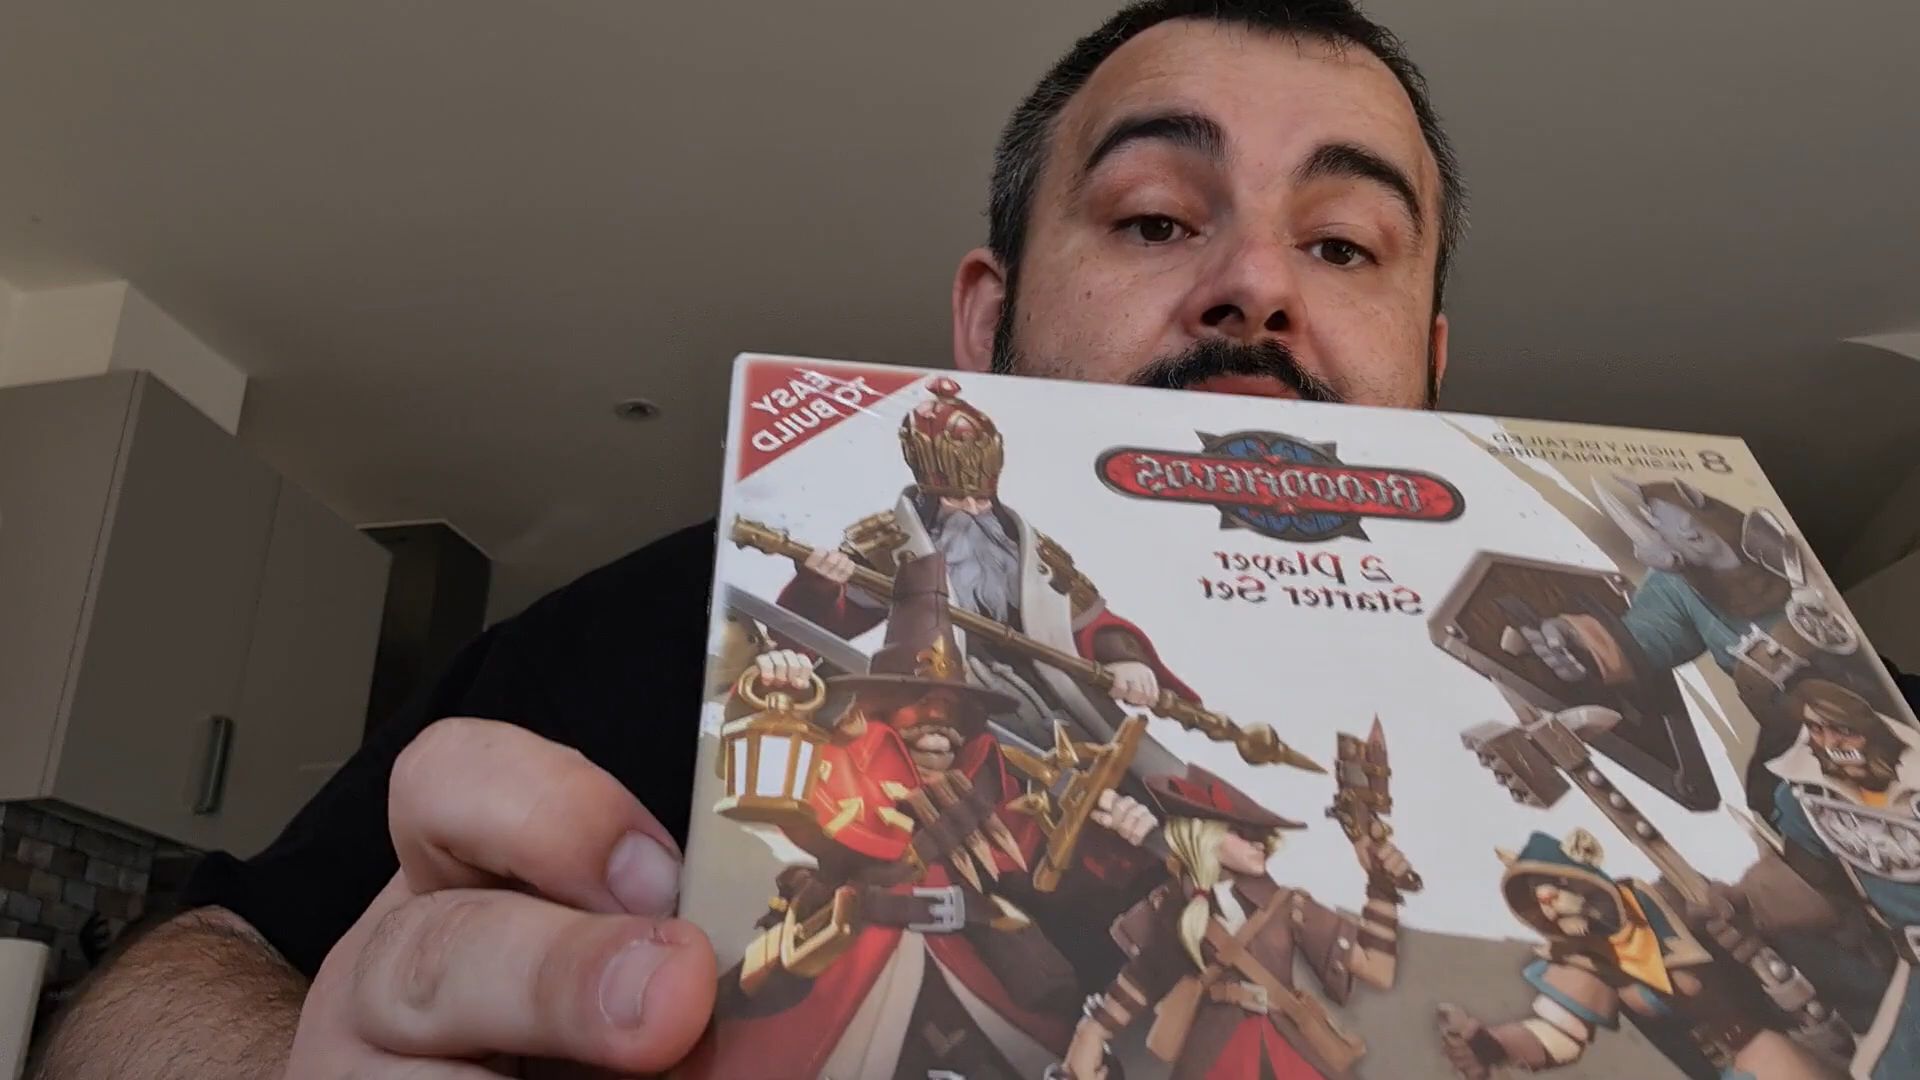 EASY
TO BUILD
BLOODFIELDS
2 Player
Starter Set
8 HIGHLY DETAILED
RESIN MINIATURES